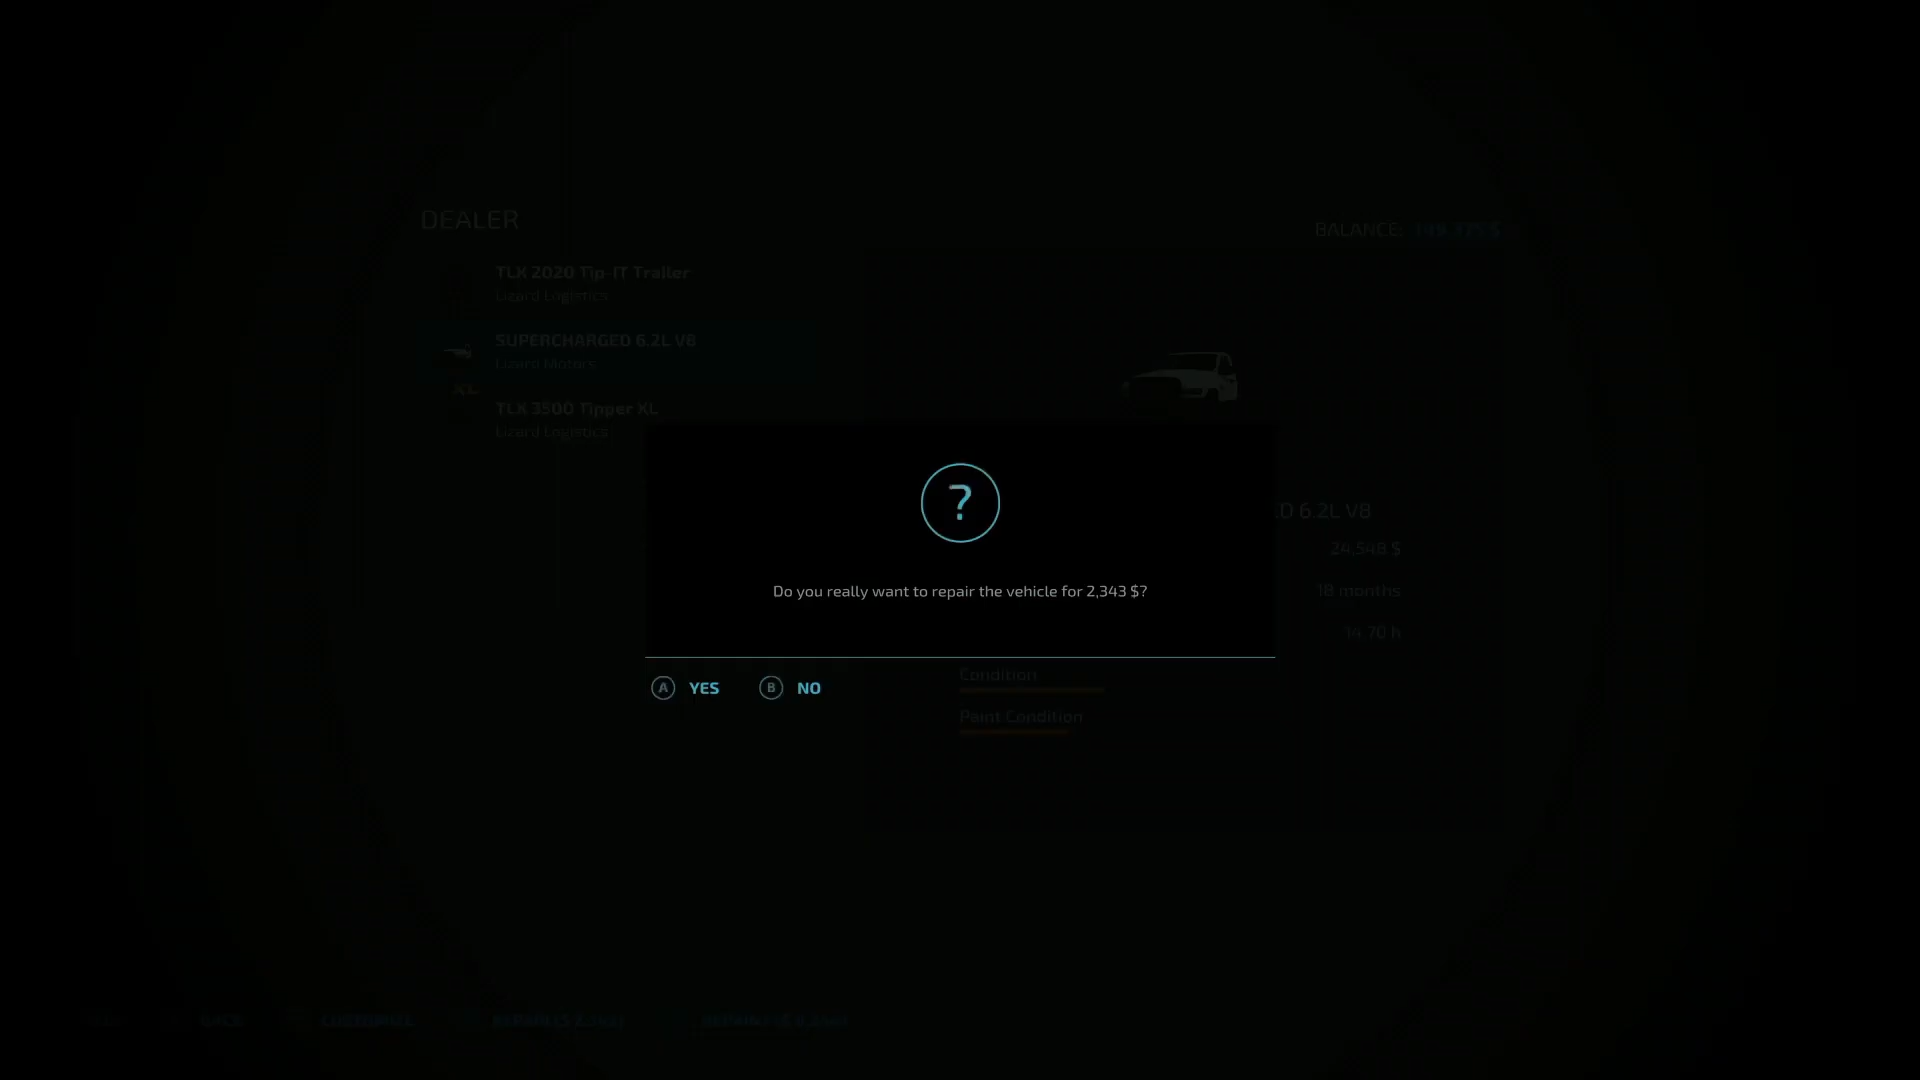 DEALER
BALANCE:
TLX 2020 Tip-IT Trailer
Lizard Logistics
SUPERCHARGED 6.2L V8
Lizard Motors
TLX 3500 Tipper XL
Lizard Logistics
?
D 6.2L V8
24,548 $
18 months
14.70 h
Do you really want to repair the vehicle for 2,343 $?
Condition
Paint Condition
A YES B NO
BACK CUSTOMIZE